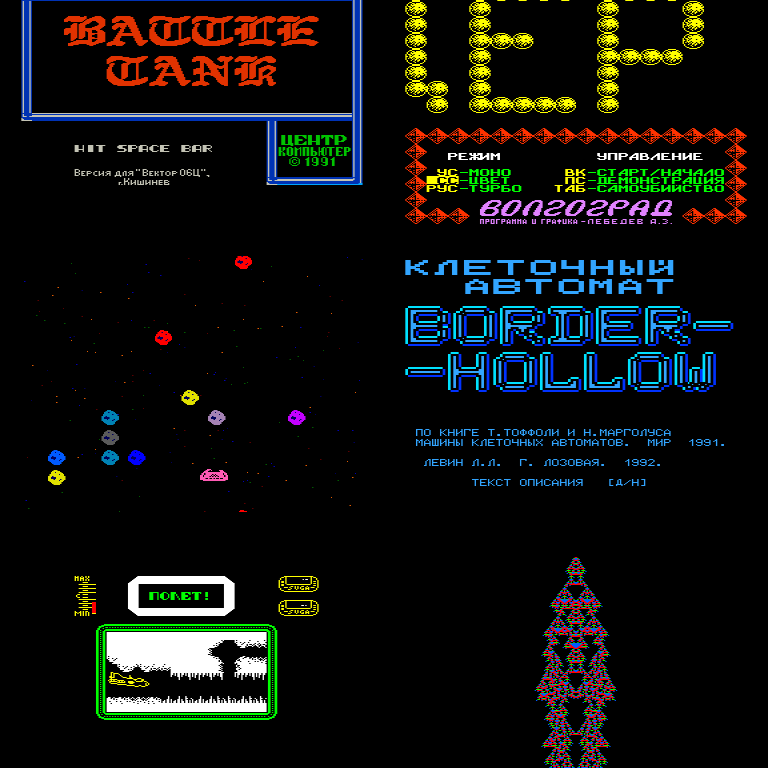 BATTLE
TANK
HIT SPACE BAR
Версия для "Вектор 06Ц",
г.Кишинев
ЦЕНТР
КОМПЬЮТЕР
© 1991
РЕЖИМ УПРАВЛЕНИЕ
УС-МОНО ВК-СТАРТ/НАЧАЛО
СС-ЦВЕТ ПС-ДЕМОНСТРАЦИЯ
РУС-ТУРБО ТАБ-САМОУБИЙСТВО
ВОЛГОГРАД
ПРОГРАММА И ГРАФИКА-ЛЕБЕДЕВ А.З.
КЛЕТОЧНЫЙ
АВТОМАТ
BORDER-
-HOLLOW
ПО КНИГЕ Т.ТОФФОЛИ И Н.МАРГОЛУСА
МАШИНЫ КЛЕТОЧНЫХ АВТОМАТОВ. МИР 1991.
ЛЕВИН Л.Л. Г. ЛОЗОВАЯ. 1992.
ТЕКСТ ОПИСАНИЯ [Д/Н]
MAX
MIN
ПОЛЕТ!
SVGA
SVGA